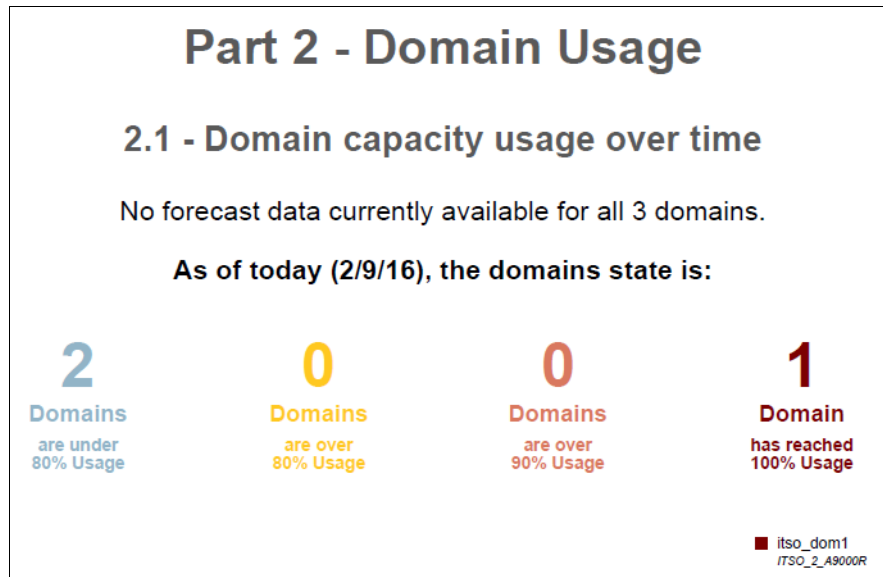 Part 2 - Domain Usage
2.1 - Domain capacity usage over time
No forecast data currently available for all 3 domains.
As of today (2/9/16), the domains state is:
2
Domains
are under
80% Usage
0
Domains
are over
80% Usage
0
Domains
are over
90% Usage
1
Domain
has reached
100% Usage
itso_dom1
ITSO_2_A9000R